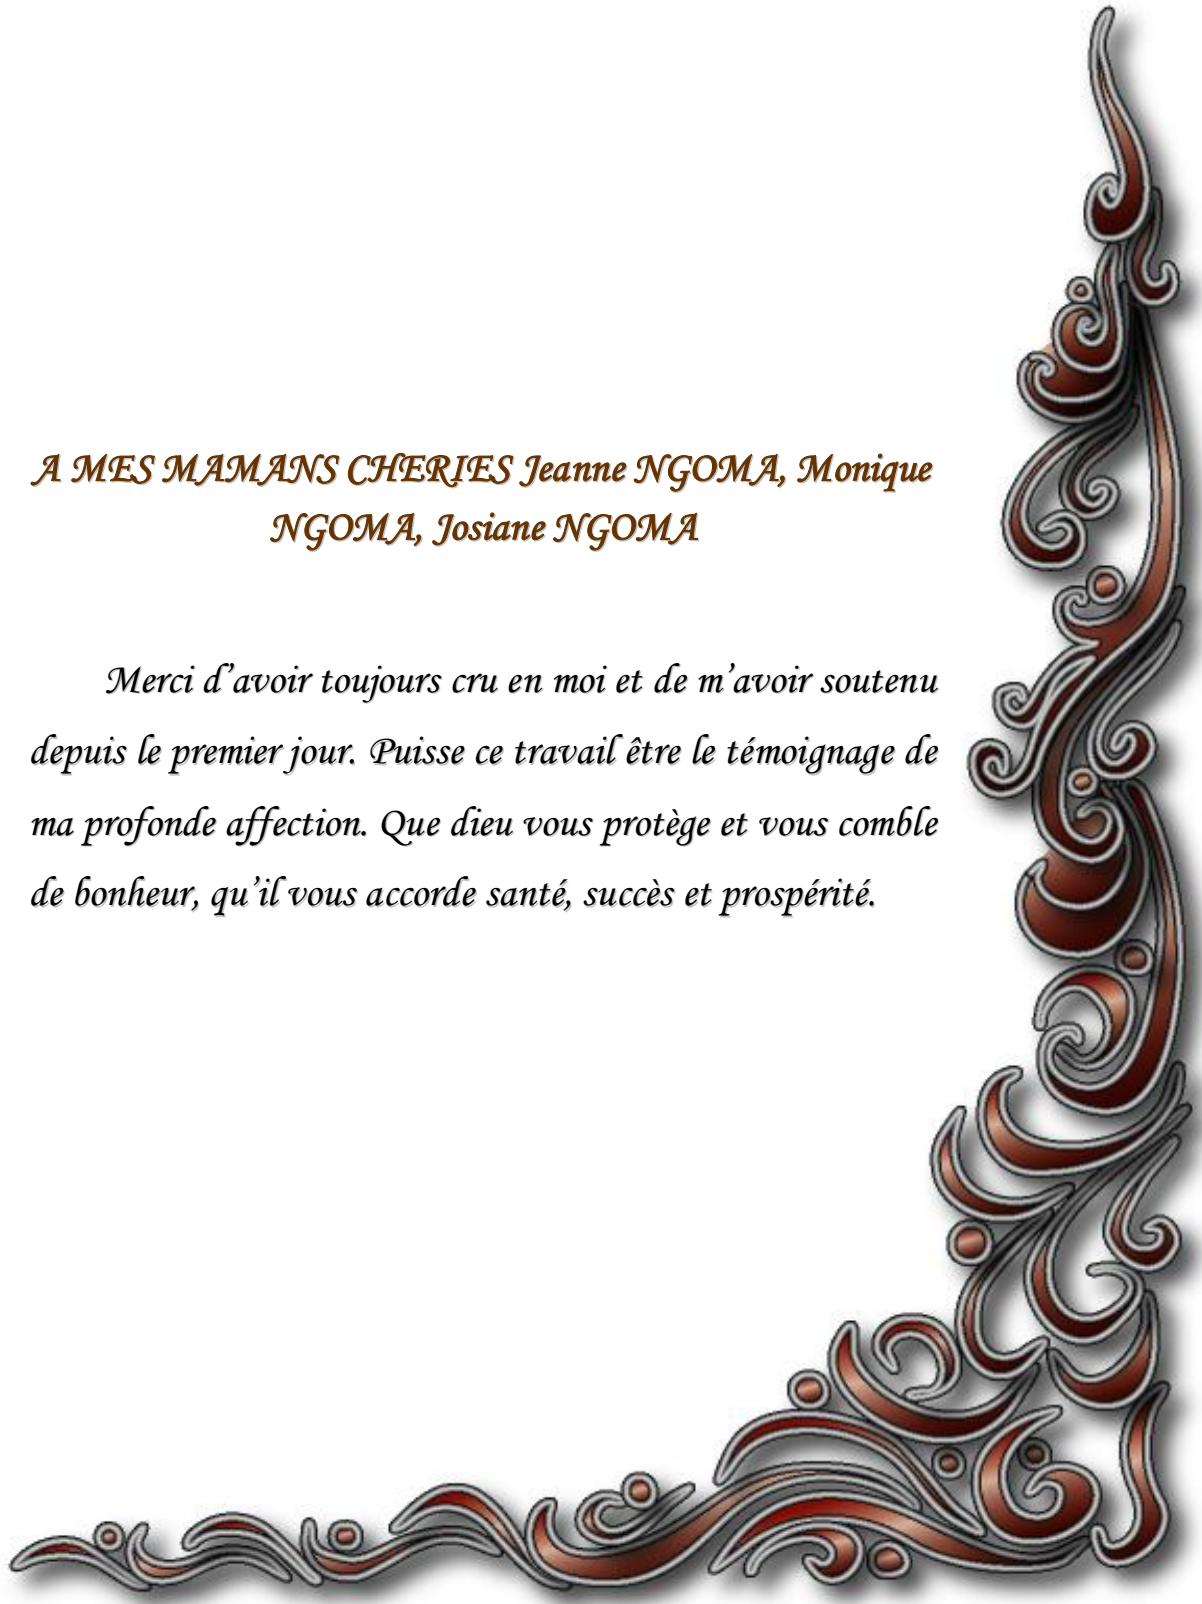 A MES MAMANS CHERIES Jeanne NGOMA, Monique
NGOMA, Josiane NGOMA
Merci d’avoir toujours cru en moi et de m’avoir soutenu
depuis le premier jour. Puisse ce travail être le témoignage de
ma profonde affection. Que dieu vous protège et vous comble
de bonheur, qu’il vous accorde santé, succès et prospérité.